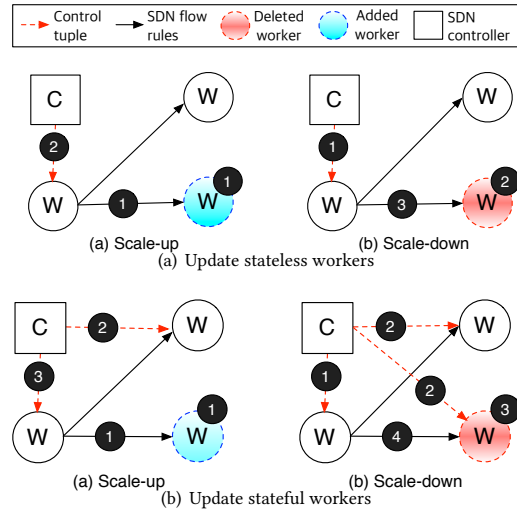 Control tuple
SDN flow rules
Deleted worker
Added worker
SDN controller
C
W
2
W
1
W
1
C
W
1
W
3
W
2
(a) Scale-up
(b) Scale-down
(a) Update stateless workers
C
2
W
3
W
1
W
1
C
2
W
1
2
W
4
W
3
(a) Scale-up
(b) Scale-down
(b) Update stateful workers